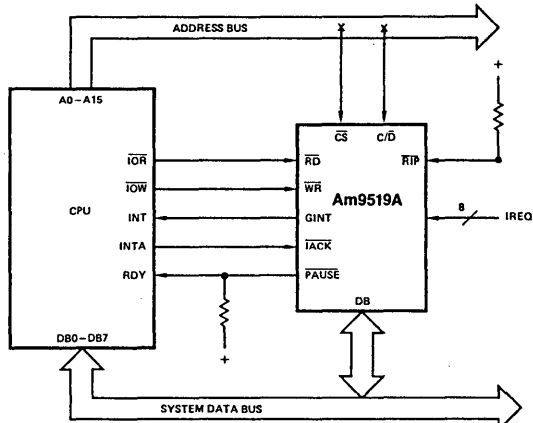 ADDRESS BUS
A0-A15
CS
C/D
+
IOR
RD
RIP
IOW
WR
CPU
INT
GINT
Am9519A
8
IREQ
INTA
IACK
RDY
PAUSE
DB
+
DB0-DB7
SYSTEM DATA BUS